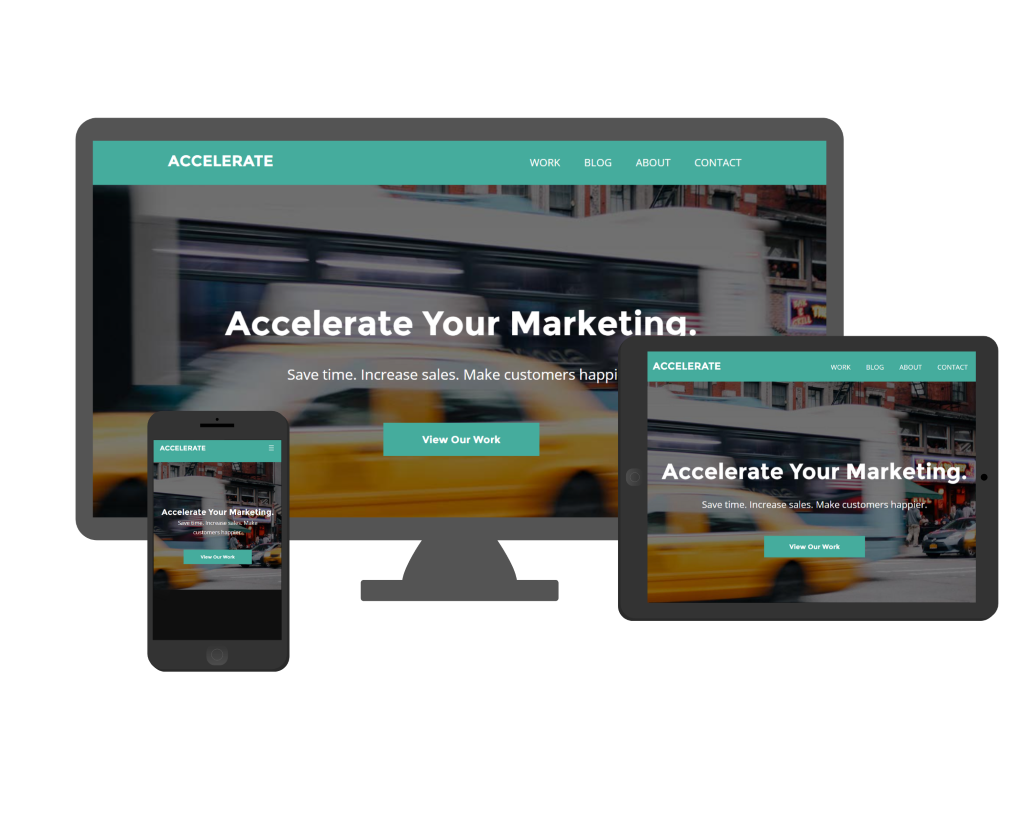 ACCELERATE
WORK BLOG ABOUT CONTACT
Accelerate Your Marketing.
Save time. Increase sales. Make customers happi
View Our Work
ACCELERATE
WORK BLOG ABOUT CONTACT
Accelerate Your Marketing.
Save time. Increase sales. Make customers happier.
View Our Work
ACCELERATE
Accelerate Your Marketing.
Save time. Increase sales. Make
customers happier.
View Our Work